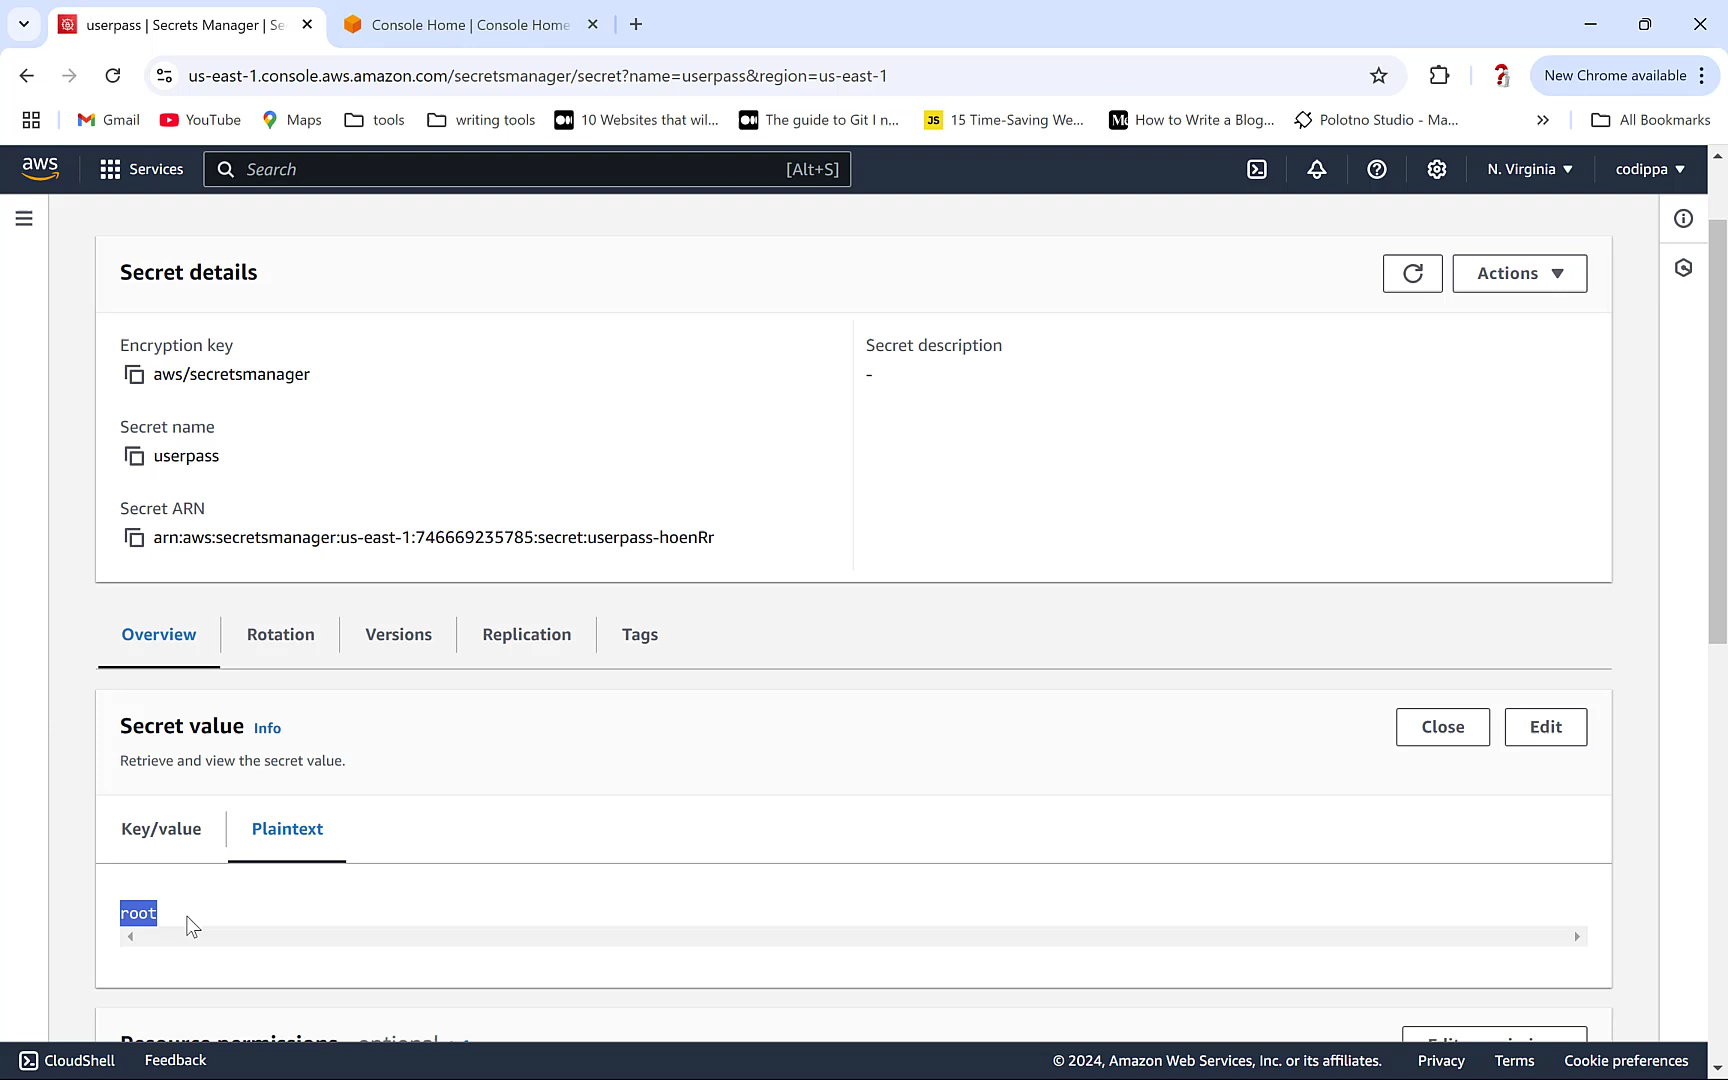 userpass | Secrets Manager | Se
Console Home | Console Home
us-east-1.console.aws.amazon.com/secretsmanager/secret?name=userpass&region=us-east-1
New Chrome available
Gmail
YouTube
Maps
tools
writing tools
10 Websites that wil...
The guide to Git I n...
JS
15 Time-Saving We...
How to Write a Blog...
Polotno Studio - Ma...
All Bookmarks
aws
Services
Search
[Alt+S]
N. Virginia
codippa
Secret details
Actions
Encryption key
aws/secretsmanager
Secret description
-
Secret name
userpass
Secret ARN
arn:aws:secretsmanager:us-east-1:746669235785:secret:userpass-hoenRr
Overview
Rotation
Versions
Replication
Tags
Secret value Info
Close
Edit
Retrieve and view the secret value.
Key/value
Plaintext
root
CloudShell
Feedback
© 2024, Amazon Web Services, Inc. or its affiliates.
Privacy
Terms
Cookie preferences